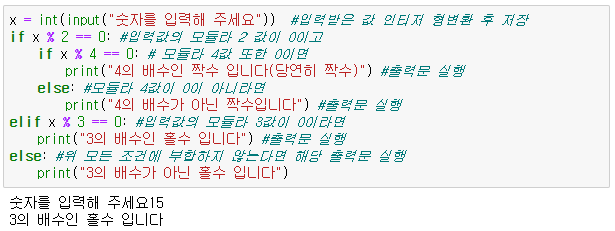 x = int(input("숫자를 입력해 주세요"))  #입력받은 값 인티저 형변환 후 저장
if x % 2 == 0: #입력값의 모듈라 2 값이 0이고
    if x % 4 == 0: # 모듈라 4값 또한 0이면
        print("4의 배수인 짝수 입니다(당연히 짝수)") #출력문 실행
    else: #모듈라 4값이 0이 아니라면
        print("4의 배수가 아닌 짝수입니다") #출력문 실행
elif x % 3 == 0: #입력값의 모듈라 3값이 0이라면
    print("3의 배수인 홀수 입니다") #출력문 실행
else: #위 모든 조건에 부합하지 않는다면 해당 출력문 실행
    print("3의 배수가 아닌 홀수입니다")
숫자를 입력해 주세요15
3의 배수인 홀수 입니다